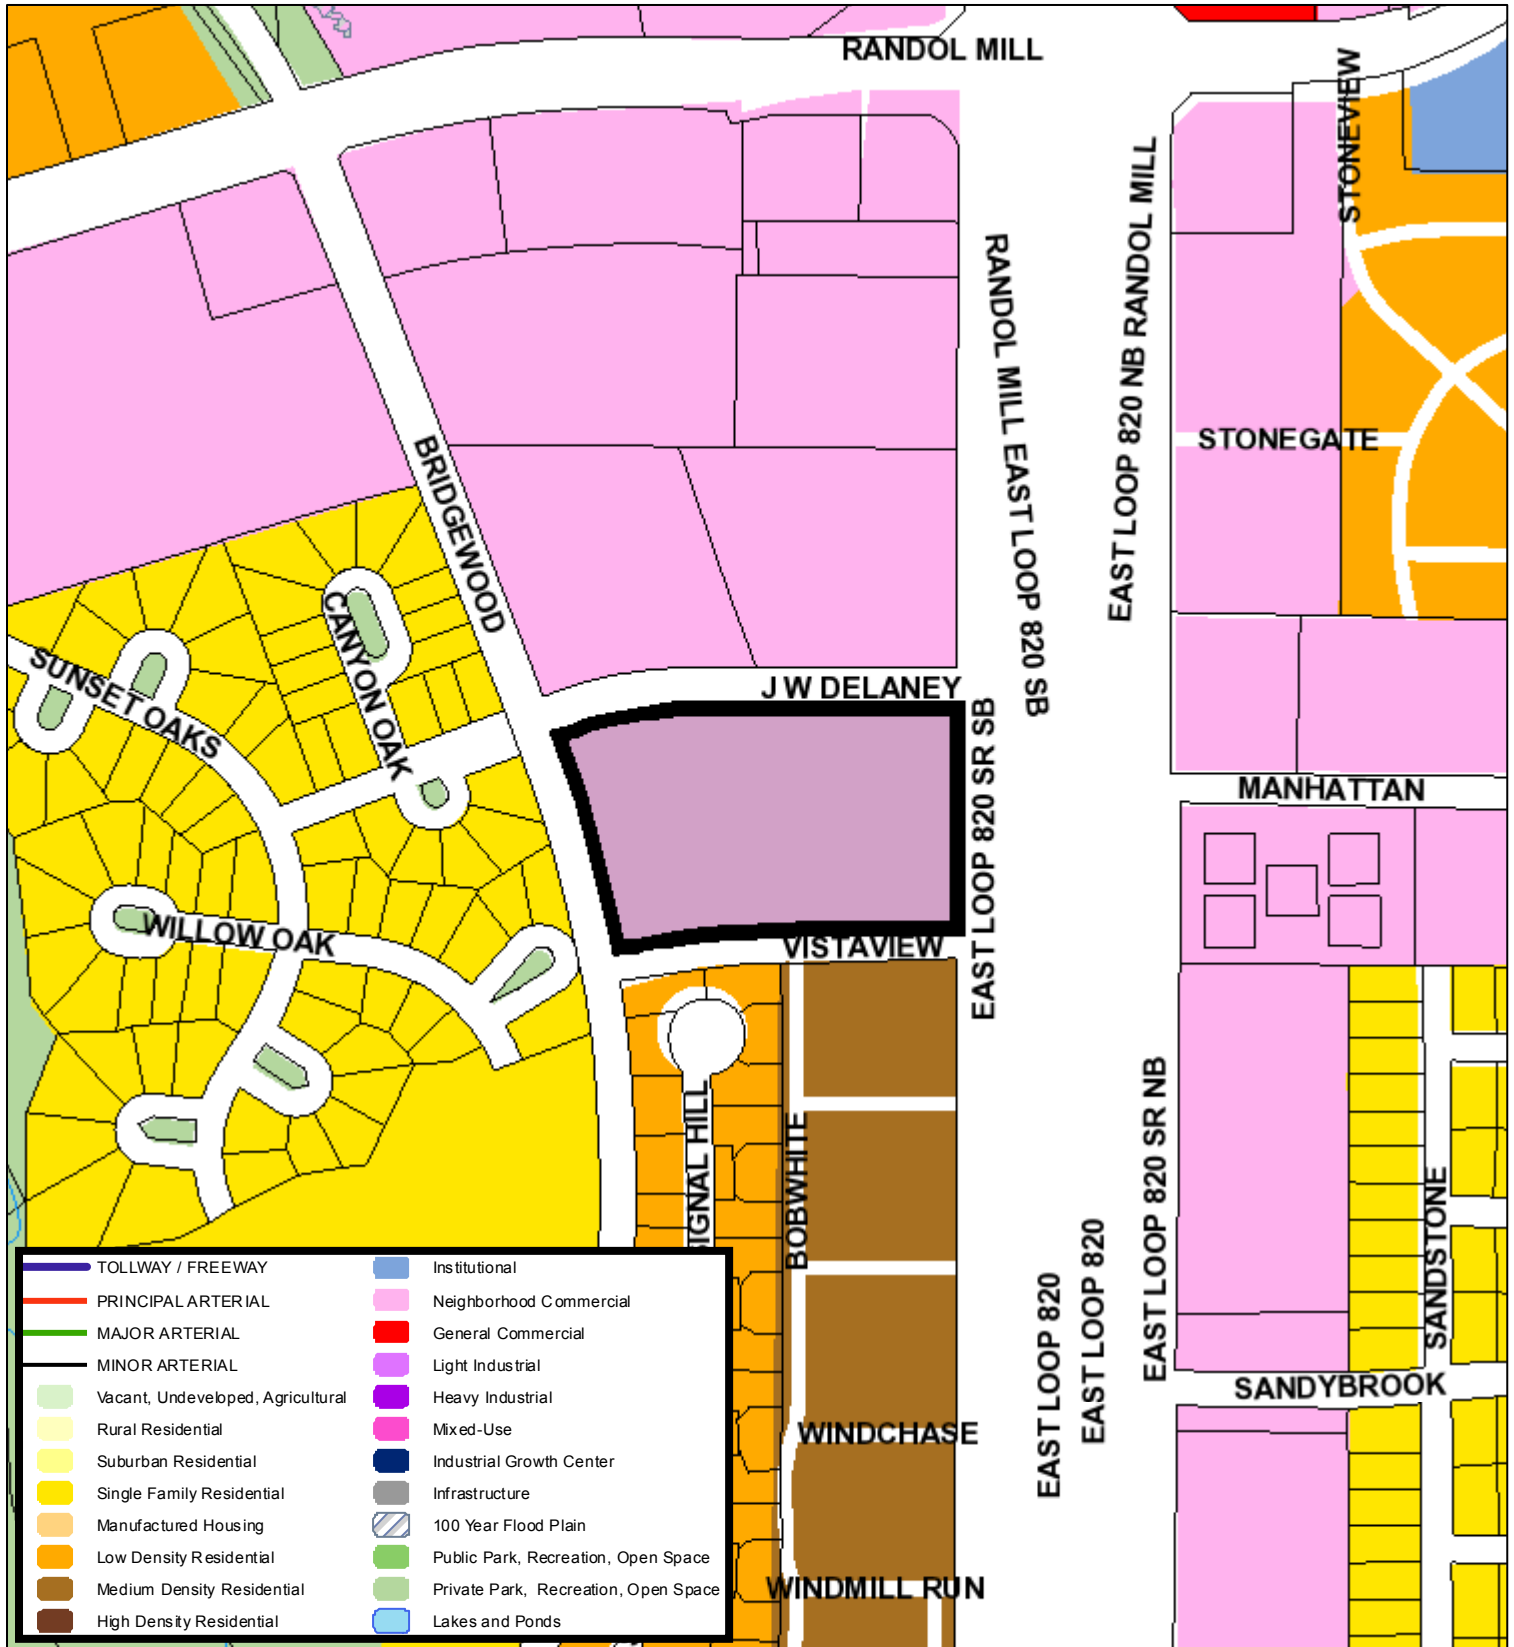 RANDOL MILL
STONEVIEW
EAST LOOP 820 NB RANDOL MILL
RANDOL MILL EAST LOOP 820 SB
STONEGATE
BRIDGEWOOD
CANYON OAK
SUNSET OAKS
J W DELANEY
EAST LOOP 820 SR SB
MANHATTAN
WILLOW OAK
VISTAVIEW
SIGNAL HILL
BOBWHITE
EAST LOOP 820 SR NB
SANDSTONE
EAST LOOP 820
EAST LOOP 820
SANDYBROOK
WINDCHASE
WINDMILL RUN
TOLLWAY / FREEWAY
PRINCIPAL ARTERIAL
MAJOR ARTERIAL
MINOR ARTERIAL
Vacant, Undeveloped, Agricultural
Rural Residential
Suburban Residential
Single Family Residential
Manufactured Housing
Low Density Residential
Medium Density Residential
High Density Residential
Institutional
Neighborhood Commercial
General Commercial
Light Industrial
Heavy Industrial
Mixed-Use
Industrial Growth Center
Infrastructure
100 Year Flood Plain
Public Park, Recreation, Open Space
Private Park, Recreation, Open Space
Lakes and Ponds